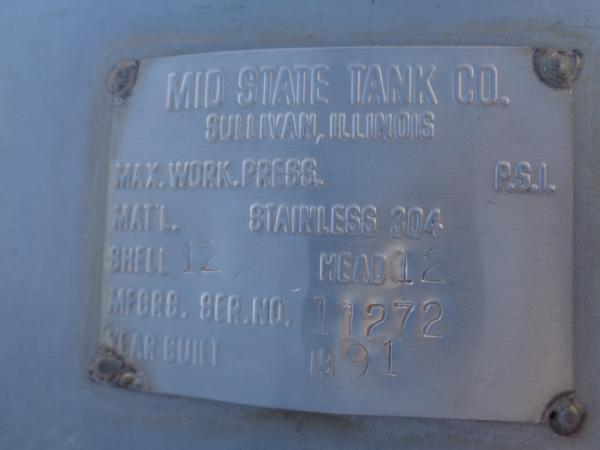 MID STATE TANK CO.
SULLIVAN, ILLINOIS
MAX. WORK. PRESS. P.S.I.
MAT'L. STAINLESS 304
SHELL 12 HEAD 12
MFGRS. SER. NO. 11272
YEAR BUILT 1991